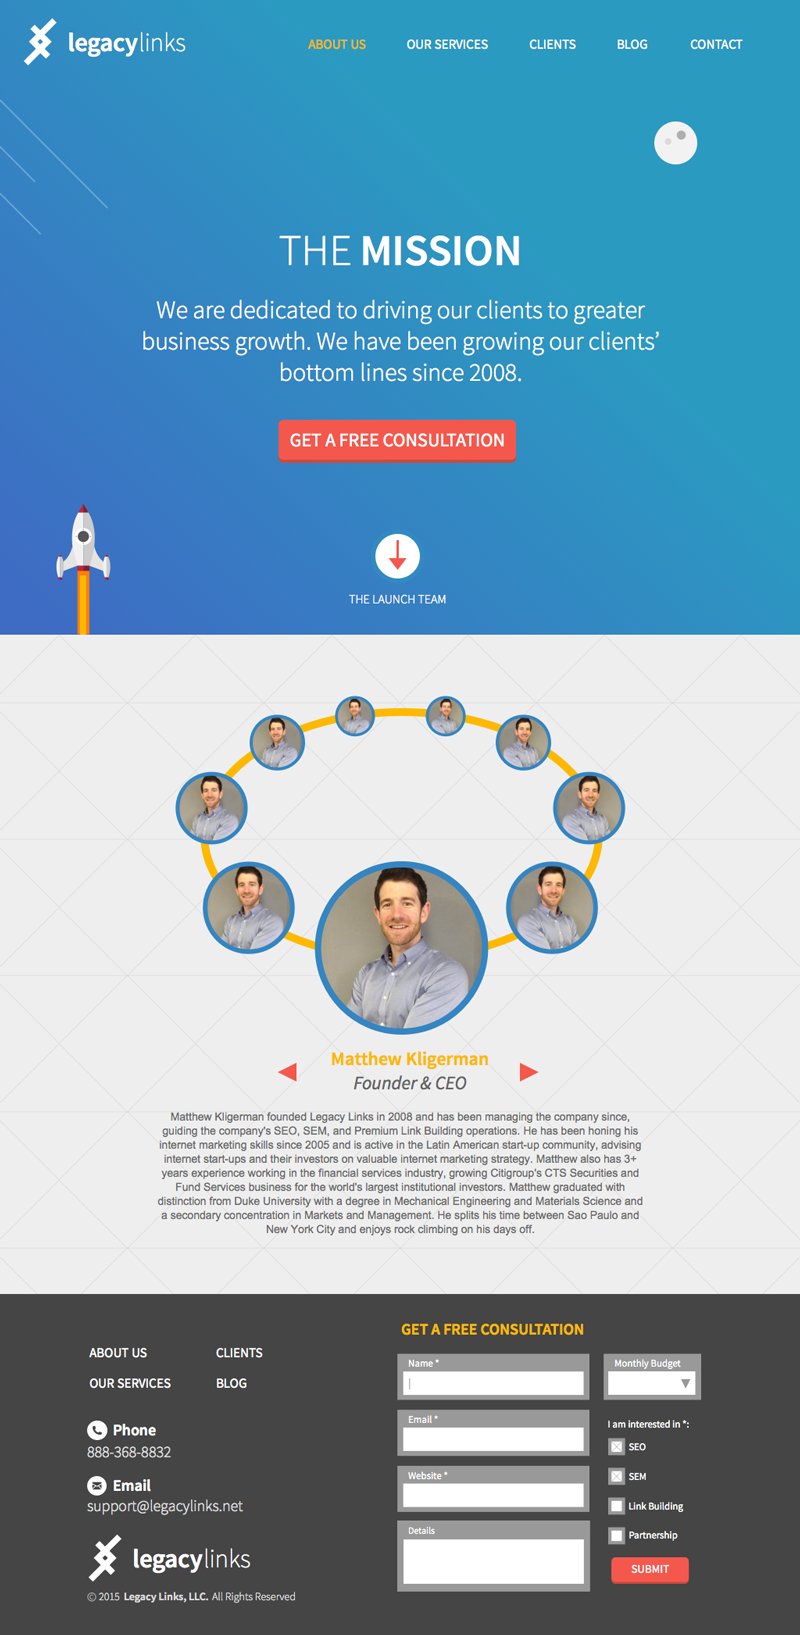 legacylinks
ABOUT US
OUR SERVICES
CLIENTS
BLOG
CONTACT
THE MISSION
We are dedicated to driving our clients to greater
business growth. We have been growing our clients’
bottom lines since 2008.
GET A FREE CONSULTATION
THE LAUNCH TEAM
Matthew Kligerman
Founder & CEO
Matthew Kligerman founded Legacy Links in 2008 and has been managing the company since,
guiding the company's SEO, SEM, and Premium Link Building operations. He has been honing his
internet marketing skills since 2005 and is active in the Latin American start-up community, advising
internet start-ups and their investors on valuable internet marketing strategy. Matthew also has 3+
years experience working in the financial services industry, growing Citigroup's CTS Securities and
Fund Services business for the world's largest institutional investors. Matthew graduated with
distinction from Duke University with a degree in Mechanical Engineering and Materials Science and
a secondary concentration in Markets and Management. He splits his time between Sao Paulo and
New York City and enjoys rock climbing on his days off.
ABOUT US
CLIENTS
OUR SERVICES
BLOG
Phone
888-368-8832
Email
support@legacylinks.net
legacylinks
© 2015 Legacy Links, LLC. All Rights Reserved
GET A FREE CONSULTATION
Name *
Email *
Website *
Details
Monthly Budget
I am interested in *:
SEO
SEM
Link Building
Partnership
SUBMIT